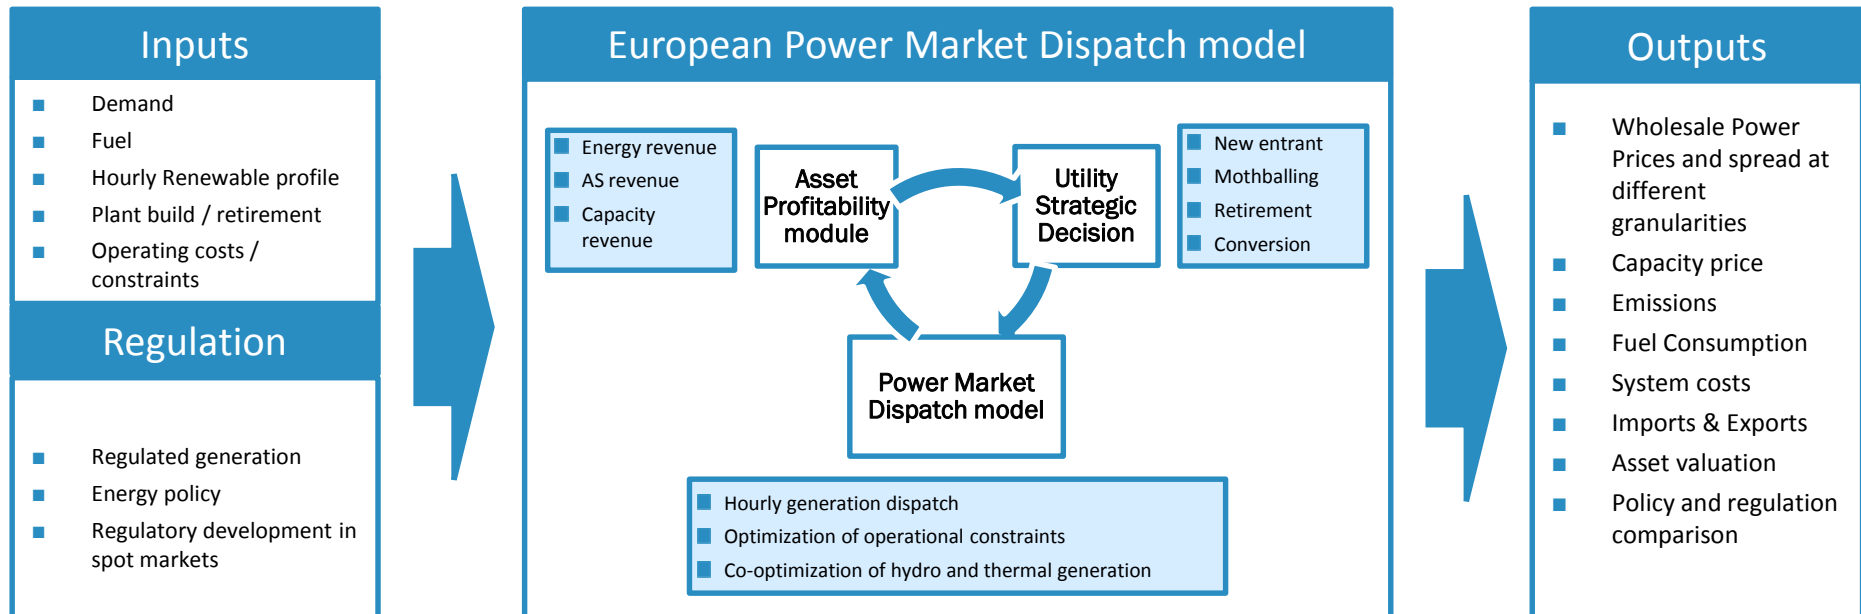 Inputs
Demand
Fuel
Hourly Renewable profile
Plant build / retirement
Operating costs /
constraints
Regulation
Regulated generation
Energy policy
Regulatory development in
spot markets
European Power Market Dispatch model
Energy revenue
AS revenue
Capacity
revenue
Asset
Profitability
module
Utility
Strategic
Decision
New entrant
Mothballing
Retirement
Conversion
Power Market
Dispatch model
Hourly generation dispatch
Optimization of operational constraints
Co-optimization of hydro and thermal generation
Outputs
Wholesale Power
Prices and spread at
different
granularities
Capacity price
Emissions
Fuel Consumption
System costs
Imports & Exports
Asset valuation
Policy and regulation
comparison